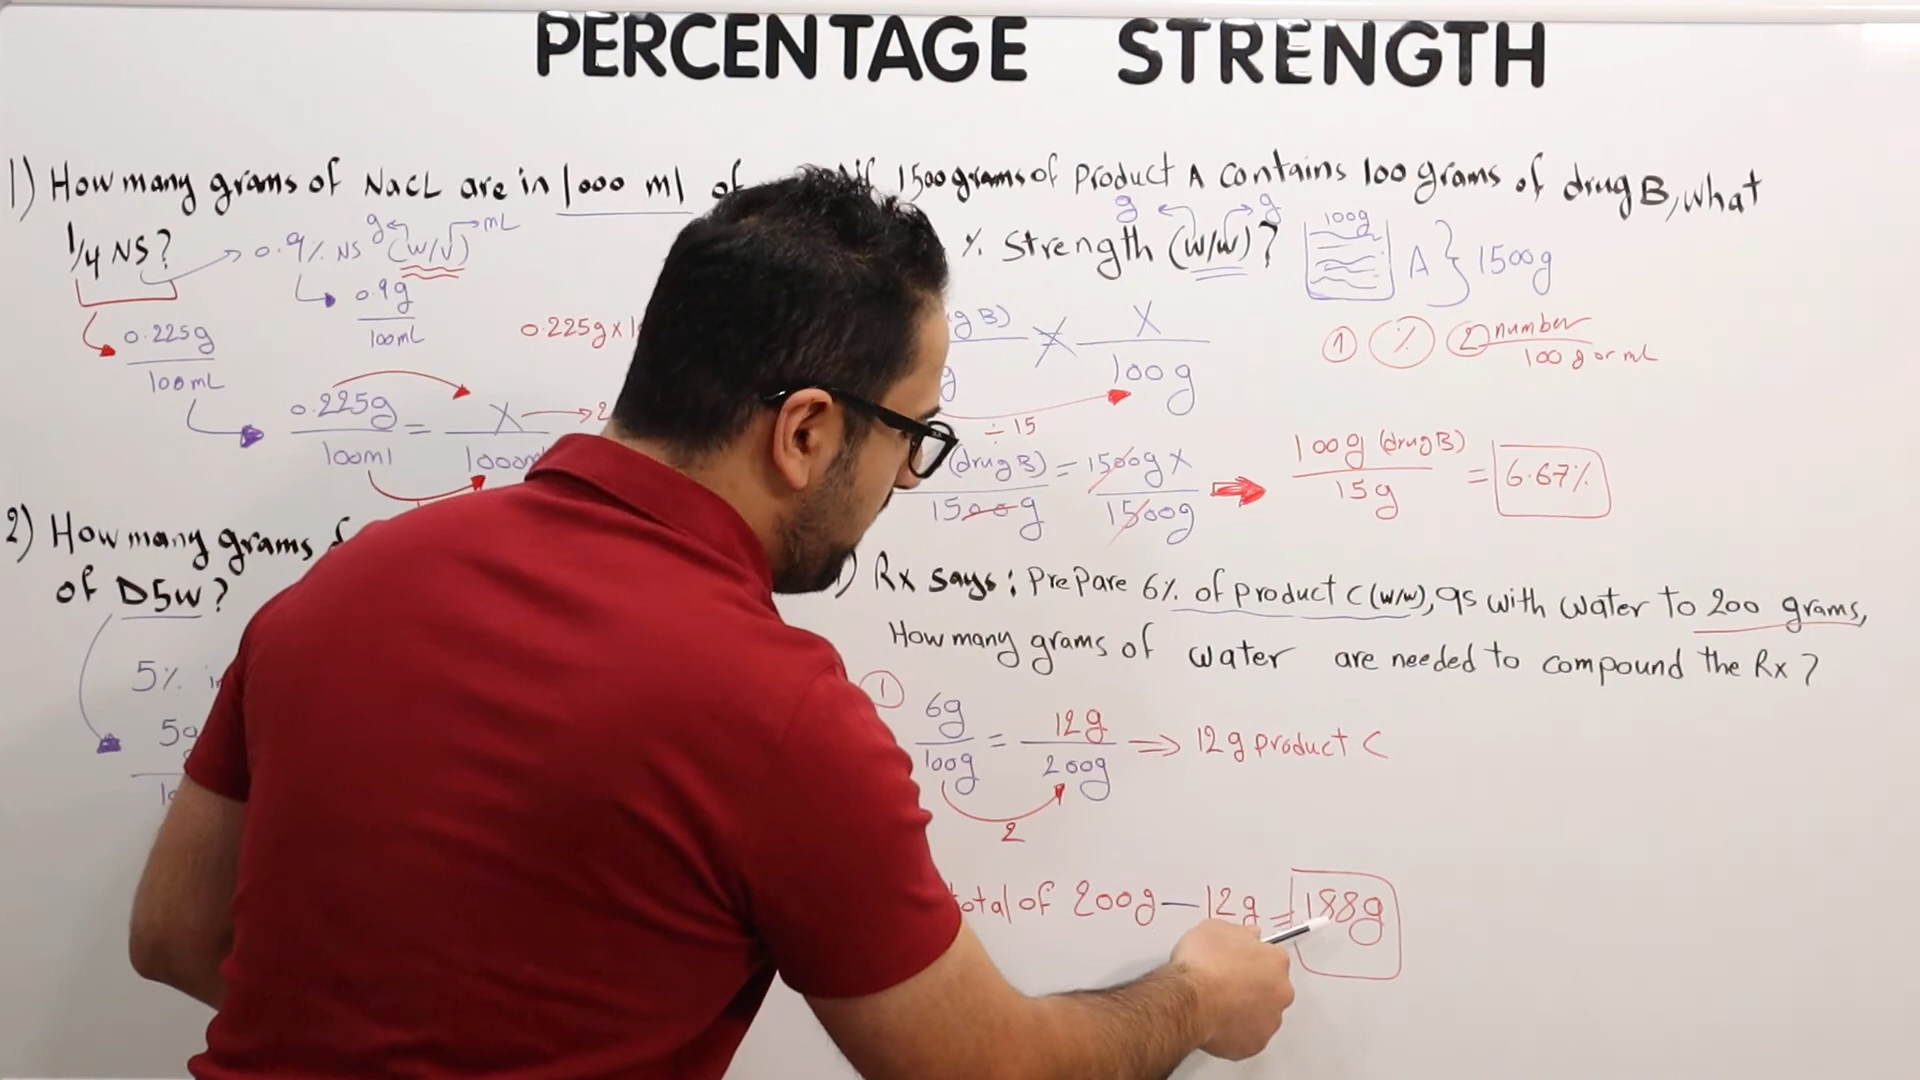 PERCENTAGE STRENGTH
1) How many grams of NaCL are in 1000 ml of
1/4 NS?
0.9% NS (w/v)
g
mL
0.9g
100mL
0.225g
100mL
0.225g x 1
0.225g
100ml
=
X
2
1000m
2) How many grams
of D5W?
5%
5g
If 1500 grams of product A contains 100 grams of drug B, what
% Strength (w/w)?
g
g
100g
A } 1500g
g B)
X
g
100g
① % ② number
100 g or mL
÷ 15
(drug B) = 1500g X
1500g
1500g
100g (drug B)
15g
= 6.67%
) Rx says: Prepare 6% of product C (w/w), qs with water to 200 grams,
How many grams of water are needed to compound the Rx?
①
6g = 12g ⇒ 12g product C
100g 200g
2
total of 200g — 12g = 188g